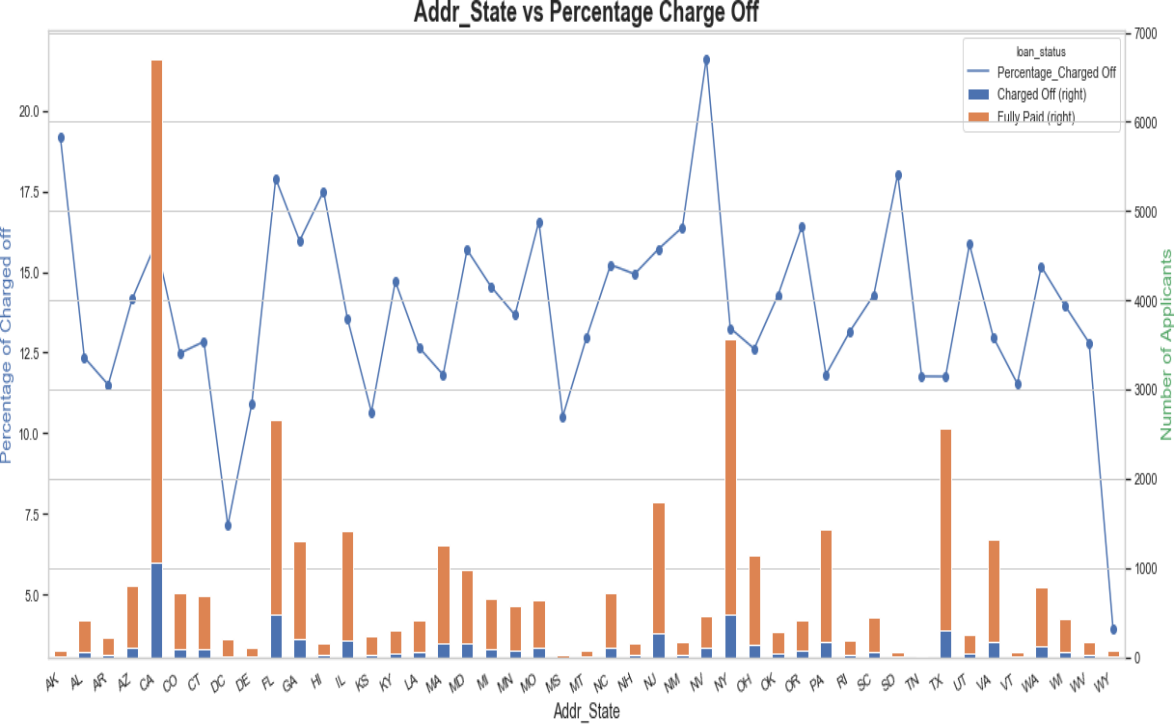 Addr_State vs Percentage Charge Off
loan_status
Percentage_Charged Off
Charged Off (right)
Fully Paid (right)
Percentage of Charged off
20.0
17.5
15.0
12.5
10.0
7.5
5.0
7000
6000
5000
4000
3000
2000
1000
0
Number of Applicants
AK AL AR AZ CA CO CT DC DE FL GA HI IL KS KY LA MA MD MI MN MO MS MT NC NH NJ NM NV NY OH OK OR PA RI SC SD TN TX UT VA VT WA WI WV WY
Addr_State